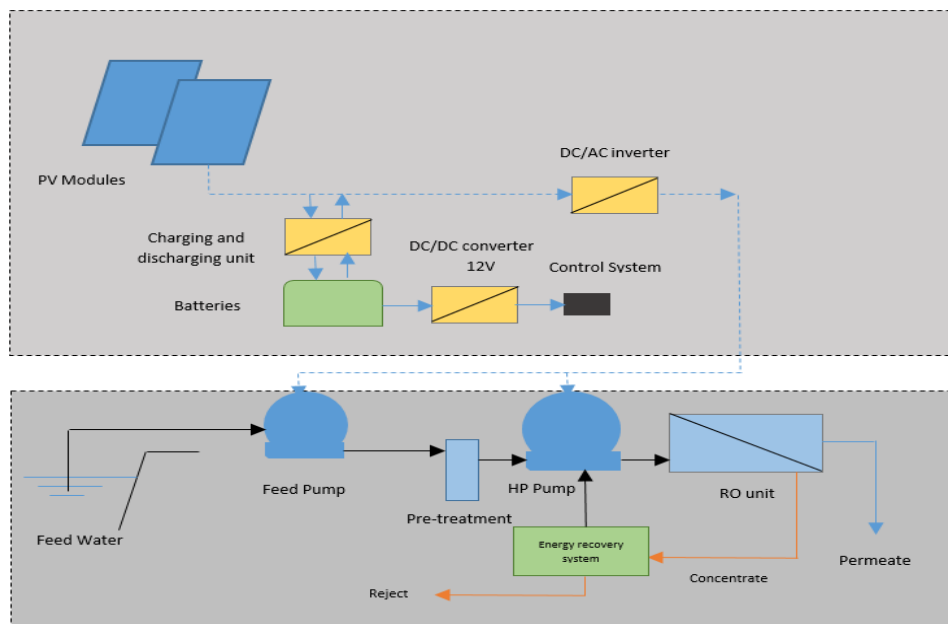 PV Modules
DC/AC inverter
Charging and
discharging unit
DC/DC converter
12V
Control System
Batteries
Feed Pump
HP Pump
RO unit
Pre-treatment
Feed Water
Energy recovery
system
Permeate
Concentrate
Reject